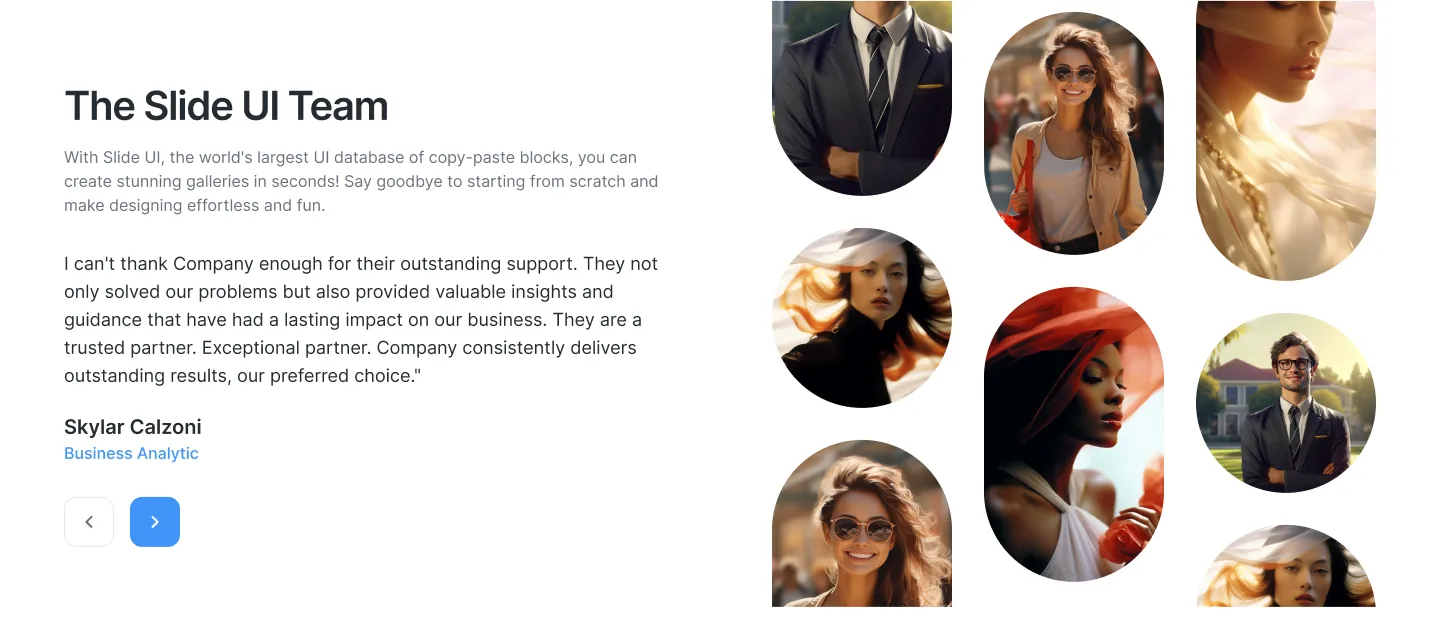 The Slide UI Team
With Slide UI, the world's largest UI database of copy-paste blocks, you can
create stunning galleries in seconds! Say goodbye to starting from scratch and
make designing effortless and fun.
I can't thank Company enough for their outstanding support. They not
only solved our problems but also provided valuable insights and
guidance that have had a lasting impact on our business. They are a
trusted partner. Exceptional partner. Company consistently delivers
outstanding results, our preferred choice."
Skylar Calzoni
Business Analytic